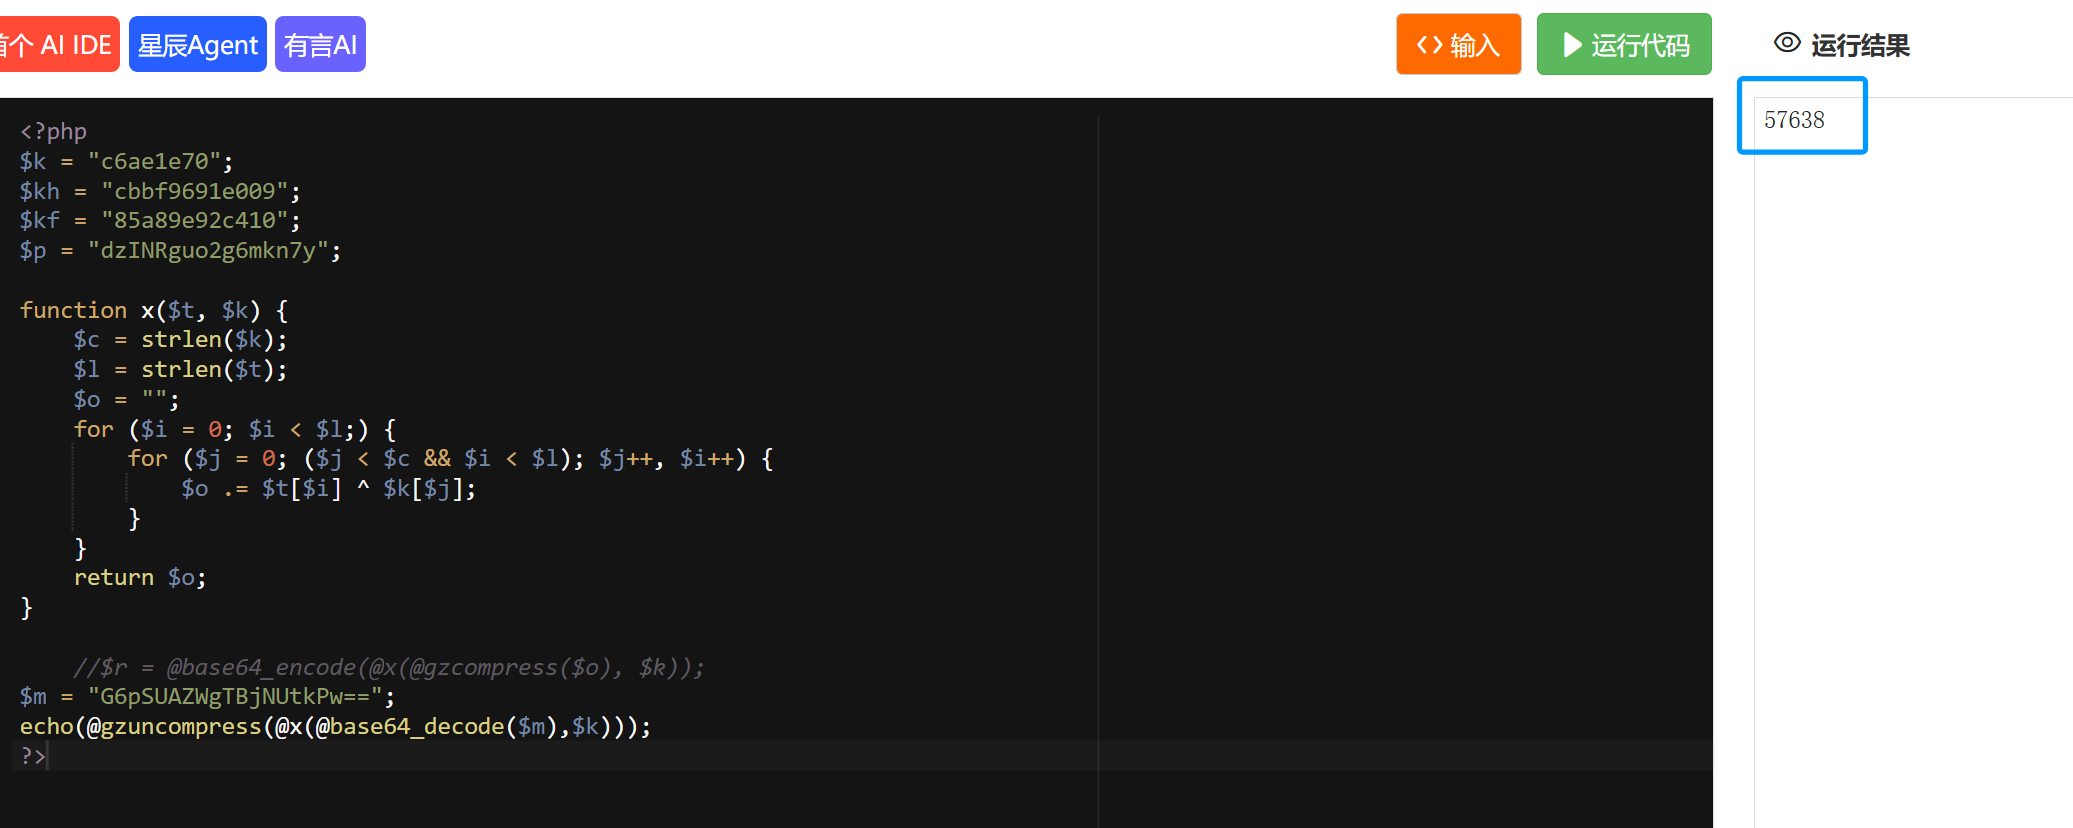 首个 AI IDE 星辰Agent 有言AI <> 输入 运行代码 运行结果
57638
<?php
$k = "c6ae1e70";
$kh = "cbbf9691e009";
$kf = "85a89e92c410";
$p = "dzINRguo2g6mkn7y";
function x($t, $k) {
    $c = strlen($k);
    $l = strlen($t);
    $o = "";
    for ($i = 0; $i < $l;) {
        for ($j = 0; ($j < $c && $i < $l); $j++, $i++) {
            $o .= $t[$i] ^ $k[$j];
        }
    }
    return $o;
}
    //$r = @base64_encode(@x(@gzcompress($o), $k));
$m = "G6pSUAZWgTBjNUtkPw==";
echo(@gzuncompress(@x(@base64_decode($m),$k)));
?>